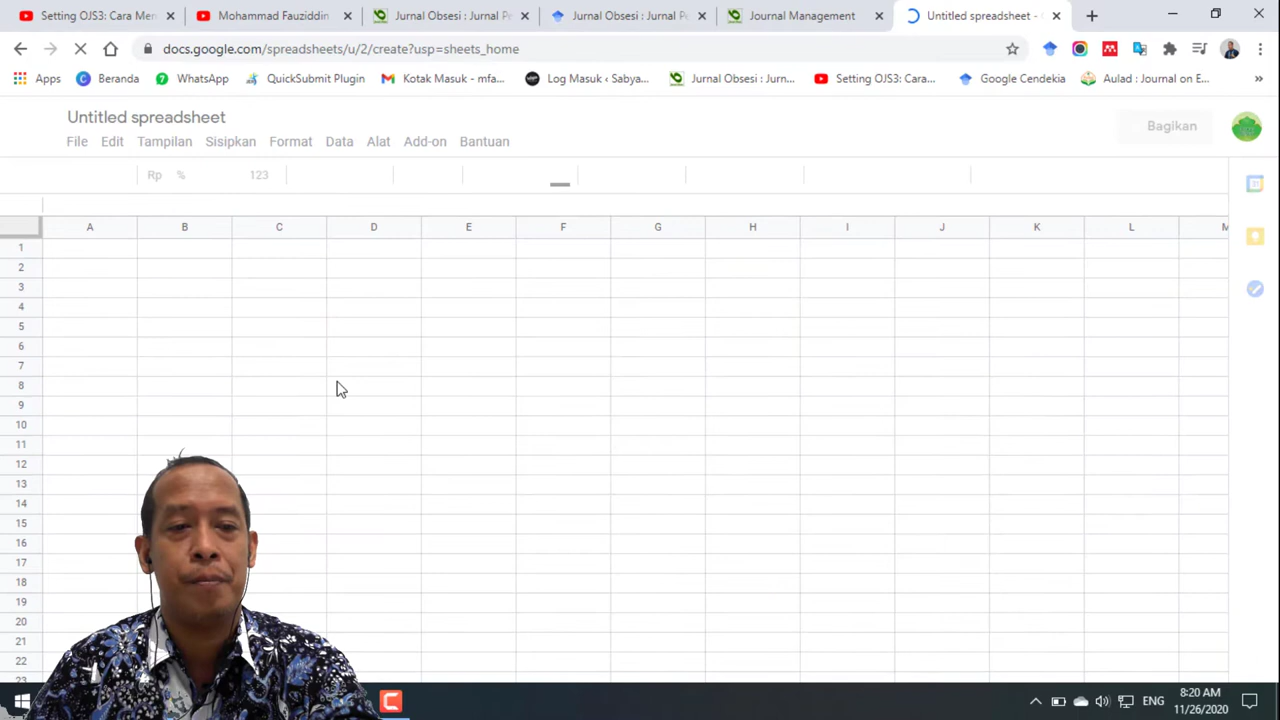 Setting OJS3: Cara Mem
Mohammad Fauziddin
Jurnal Obsesi : Jurnal Pr
Jurnal Obsesi : Jurnal Pe
Journal Management
Untitled spreadsheet - G
docs.google.com/spreadsheets/u/2/create?usp=sheets_home
Apps
Beranda
WhatsApp
QuickSubmit Plugin
Kotak Masuk - mfa...
Log Masuk ‹ Sabya...
Jurnal Obsesi : Jurn...
Setting OJS3: Cara...
Google Cendekia
Aulad : Journal on E...
Untitled spreadsheet
File Edit Tampilan Sisipkan Format Data Alat Add-on Bantuan
Bagikan
Rp % 123
A B C D E F G H I J K L M
1
2
3
4
5
6
7
8
9
10
11
12
13
14
15
16
17
18
19
20
21
22
23
ENG
8:20 AM
11/26/2020